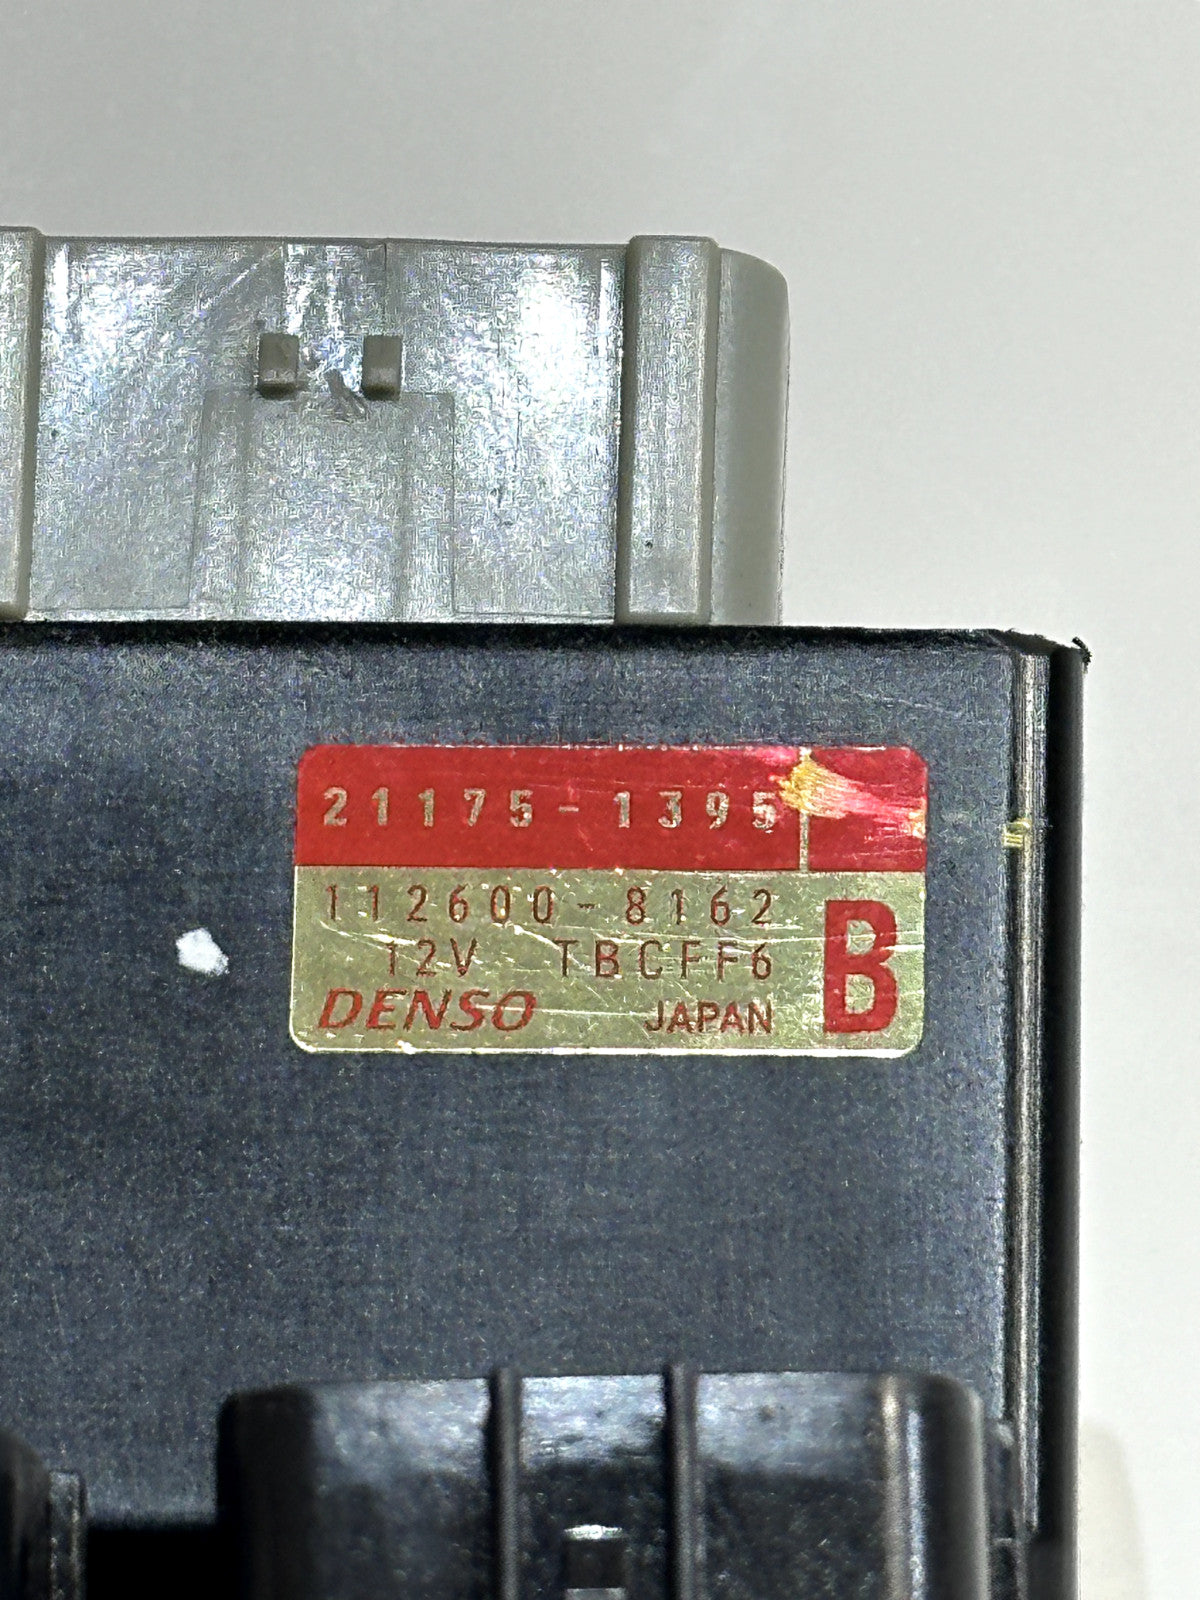 21175-1395
112600-8162
12V TBCFF6
B
DENSO JAPAN